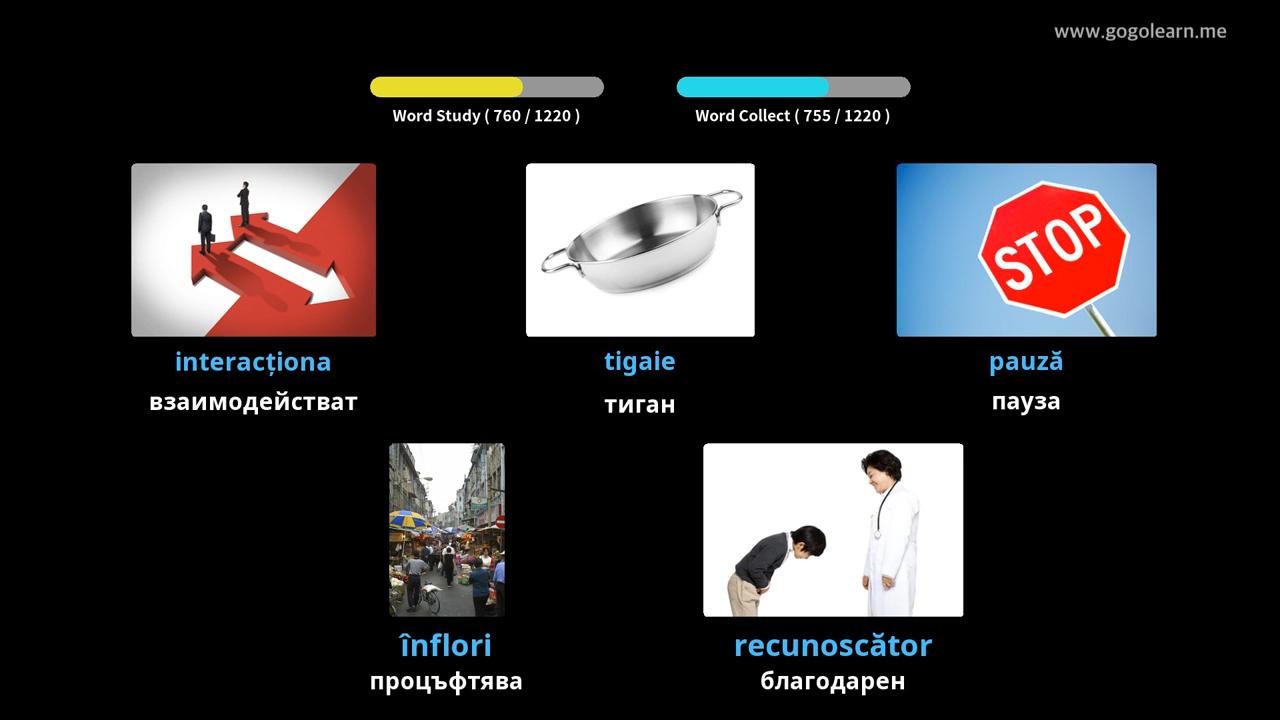 www.gogolearn.me
Word Study ( 760 / 1220 )
Word Collect ( 755 / 1220 )
STOP
interacționa
tigaie
pauză
взаимодействат
тиган
пауза
înflori
recunoscător
процъфтява
благодарен